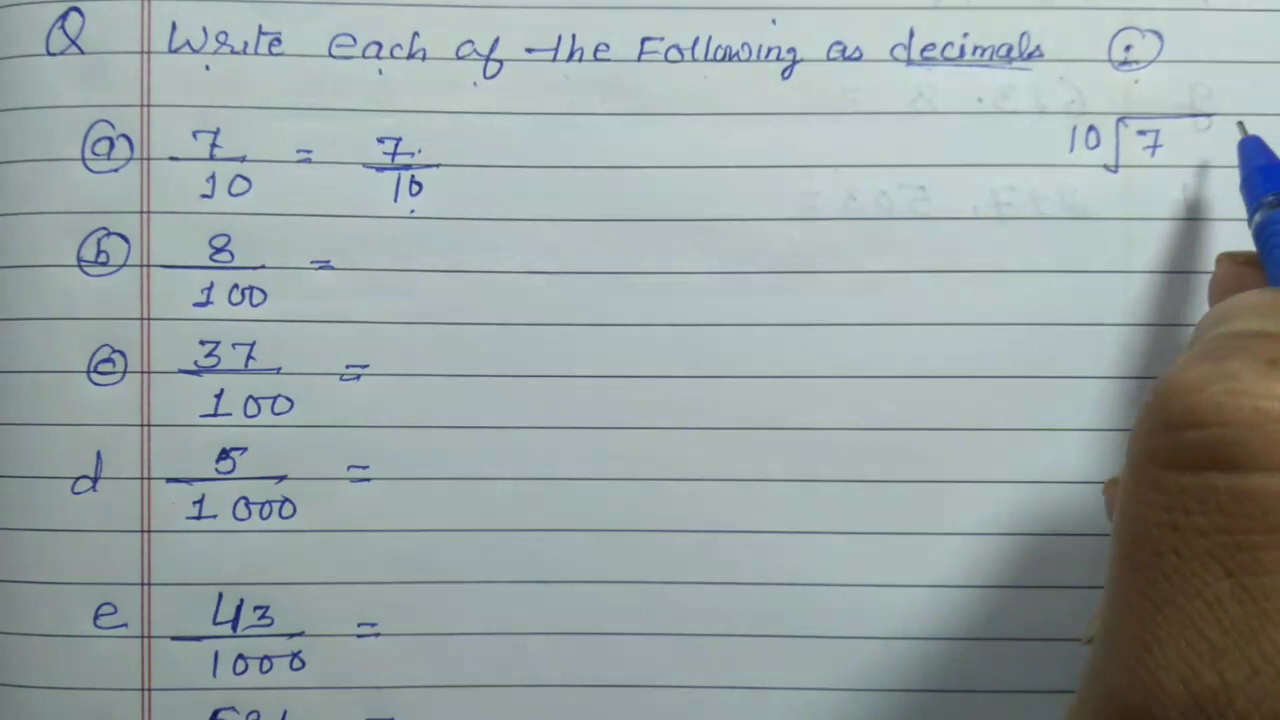 Q Write each of the Following as decimals 1
10 7
a 7/10 = 7/10
b 8/100 =
c 37/100 =
d 5/1000 =
e 43/1000 =
=